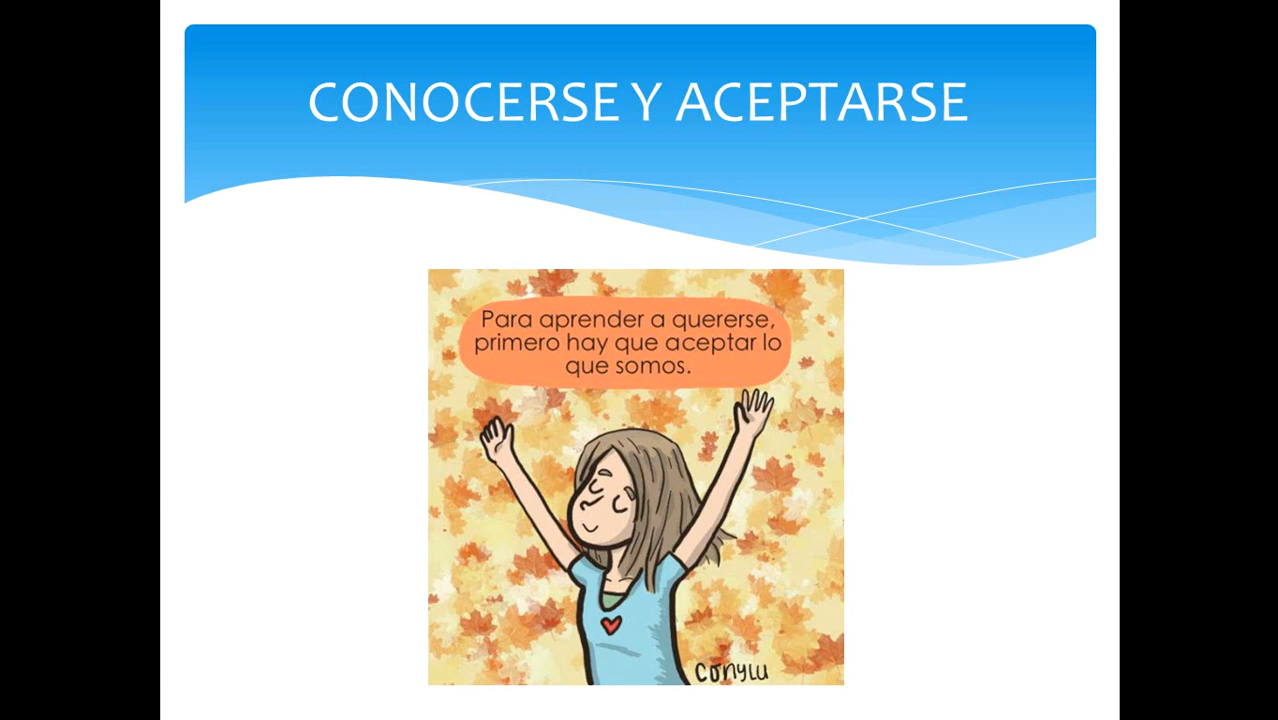 CONOCERSE Y ACEPTARSE
Para aprender a quererse,
primero hay que aceptar lo
que somos.
conylu